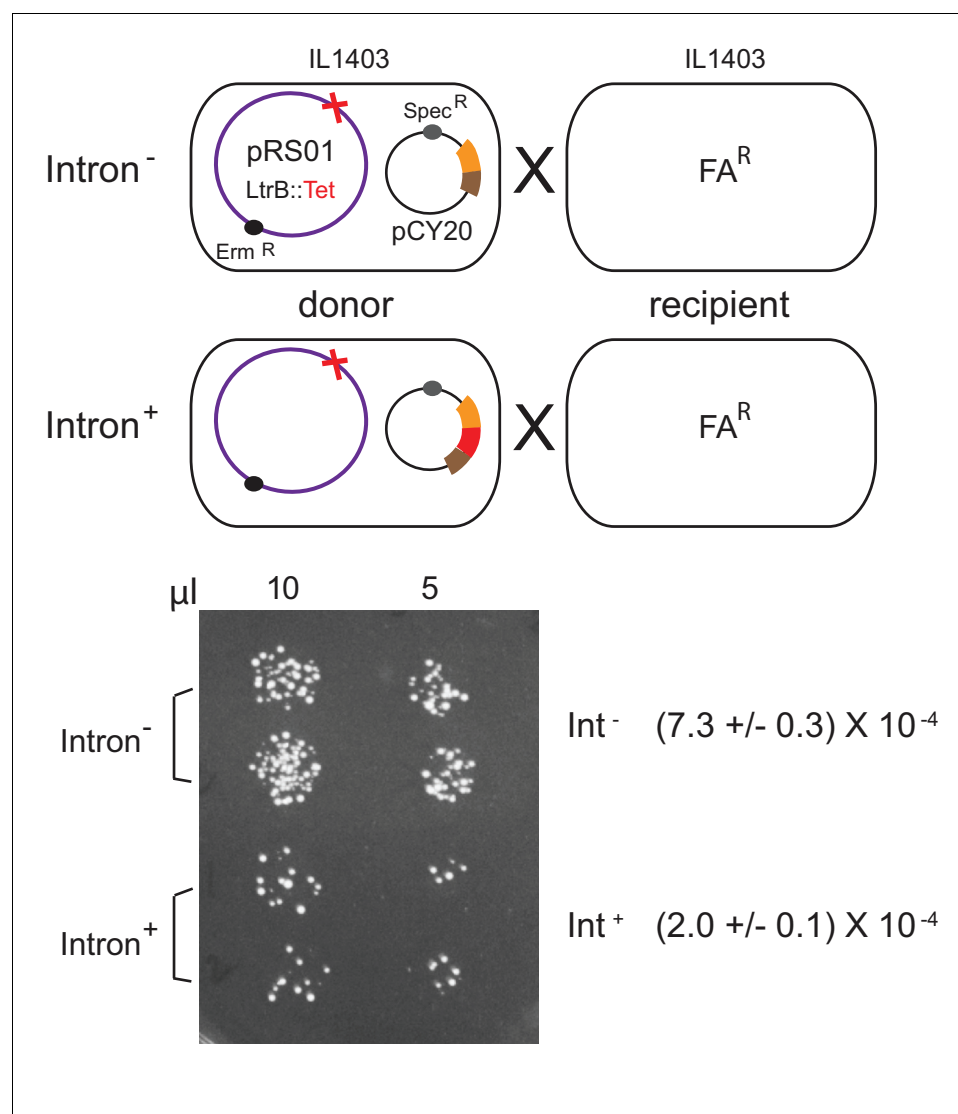 IL1403 IL1403
Intron - pRS01 LtrB::Tet Erm R Spec R pCY20 X FA R
donor recipient
Intron + X FA R
µl 10 5
Intron - Int - (7.3 +/- 0.3) X 10 -4
Intron + Int + (2.0 +/- 0.1) X 10 -4